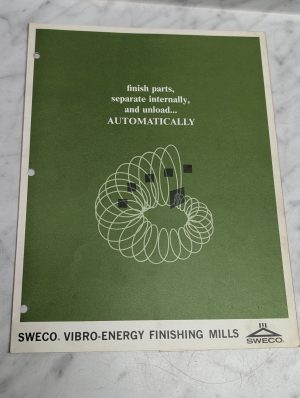 finish parts,
separate internally,
and unload...
AUTOMATICALLY
SWECO® VIBRO-ENERGY FINISHING MILLS
SWECO®